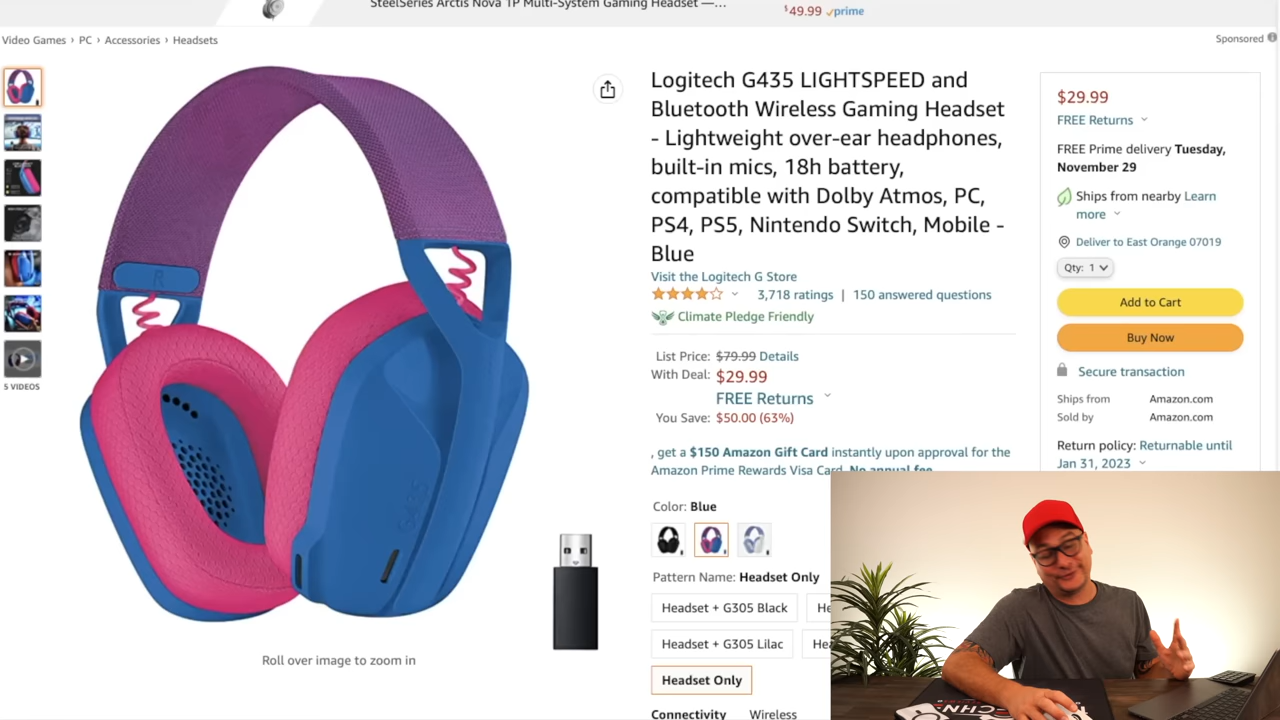 SteelSeries Arctis Nova 1P Multi-System Gaming Headset —…
$49.99 prime
Video Games › PC › Accessories › Headsets
Sponsored
Logitech G435 LIGHTSPEED and
Bluetooth Wireless Gaming Headset
- Lightweight over-ear headphones,
built-in mics, 18h battery,
compatible with Dolby Atmos, PC,
PS4, PS5, Nintendo Switch, Mobile -
Blue
Visit the Logitech G Store
3,718 ratings | 150 answered questions
Climate Pledge Friendly
List Price: $79.99 Details
With Deal: $29.99
FREE Returns
You Save: $50.00 (63%)
, get a $150 Amazon Gift Card instantly upon approval for the
Amazon Prime Rewards Visa Card. No annual fee.
Color: Blue
Pattern Name: Headset Only
Headset + G305 Black
He
Headset + G305 Lilac
Hea
Headset Only
Connectivity Wireless
$29.99
FREE Returns
FREE Prime delivery Tuesday,
November 29
Ships from nearby Learn
more
Deliver to East Orange 07019
Qty: 1
Add to Cart
Buy Now
Secure transaction
Ships from Amazon.com
Sold by Amazon.com
Return policy: Returnable until
Jan 31, 2023
5 VIDEOS
R
G435
Roll over image to zoom in